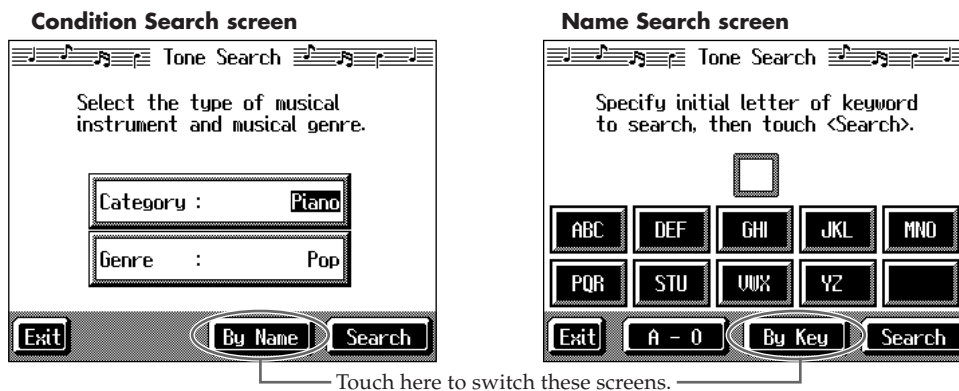 Condition Search screen
Tone Search
Select the type of musical
instrument and musical genre.
Category : Piano
Genre : Pop
Exit By Name Search
Name Search screen
Tone Search
Specify initial letter of keyword
to search, then touch <Search>.
ABC DEF GHI JKL MNO
PQR STU VWX YZ
Exit A - 0 By Key Search
Touch here to switch these screens.